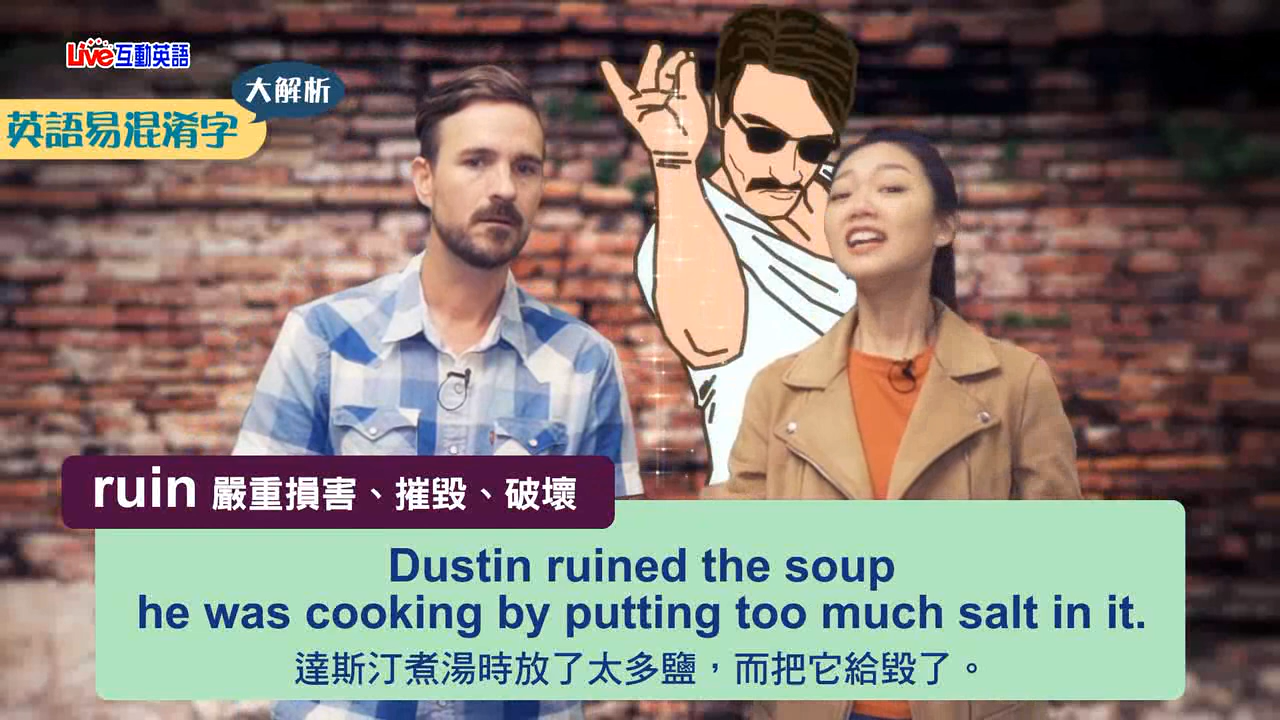 Live互動英語
大解析
英語易混淆字
ruin 嚴重損害、摧毀、破壞
Dustin ruined the soup
he was cooking by putting too much salt in it.
達斯汀煮湯時放了太多鹽，而把它給毀了。